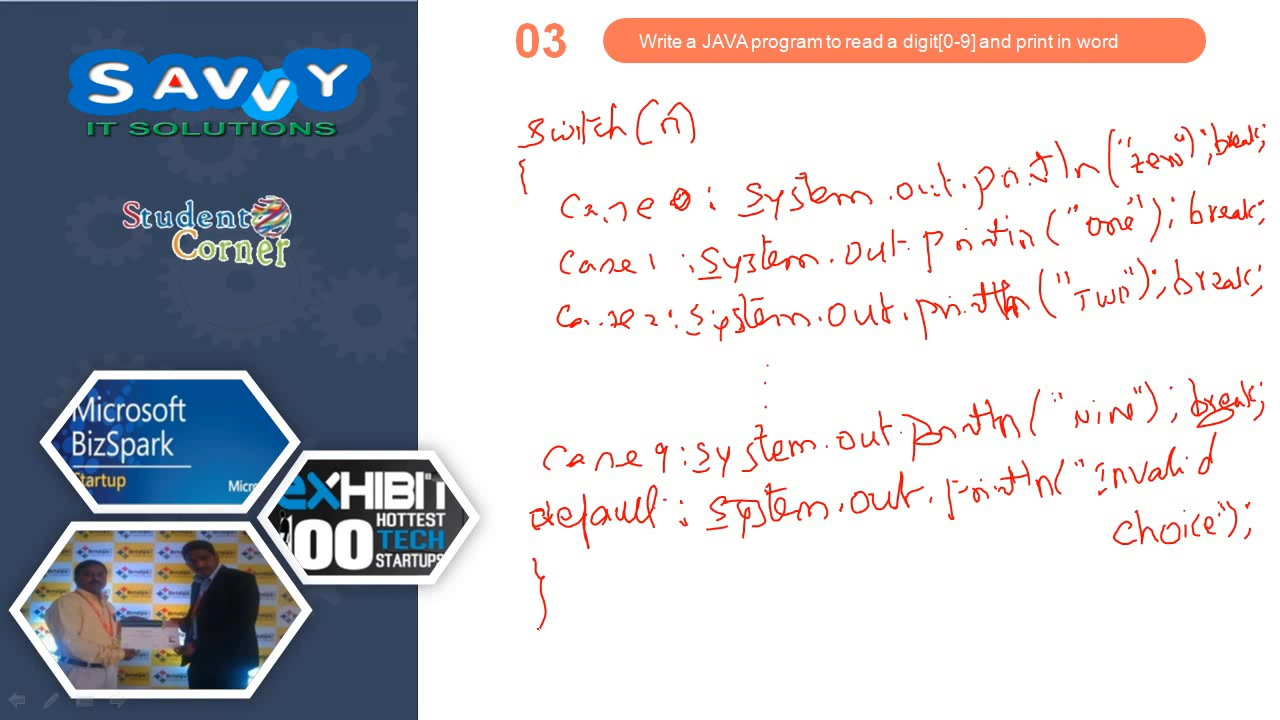 SAVVY
IT SOLUTIONS
Student
Corner
Microsoft
BizSpark
Startup
Micro
EXHIBIT
100
HOTTEST
TECH
STARTUPS
03
Write a JAVA program to read a digit[0-9] and print in word
switch(n)
{
case 0: System.out.println("zero");break;
case 1 :System.out.println("one"); break;
case 2:System.out.println("Two");break;
case 9:System.out.println("Nine"); break;
default: System.out.println("Invalid
choice");
}